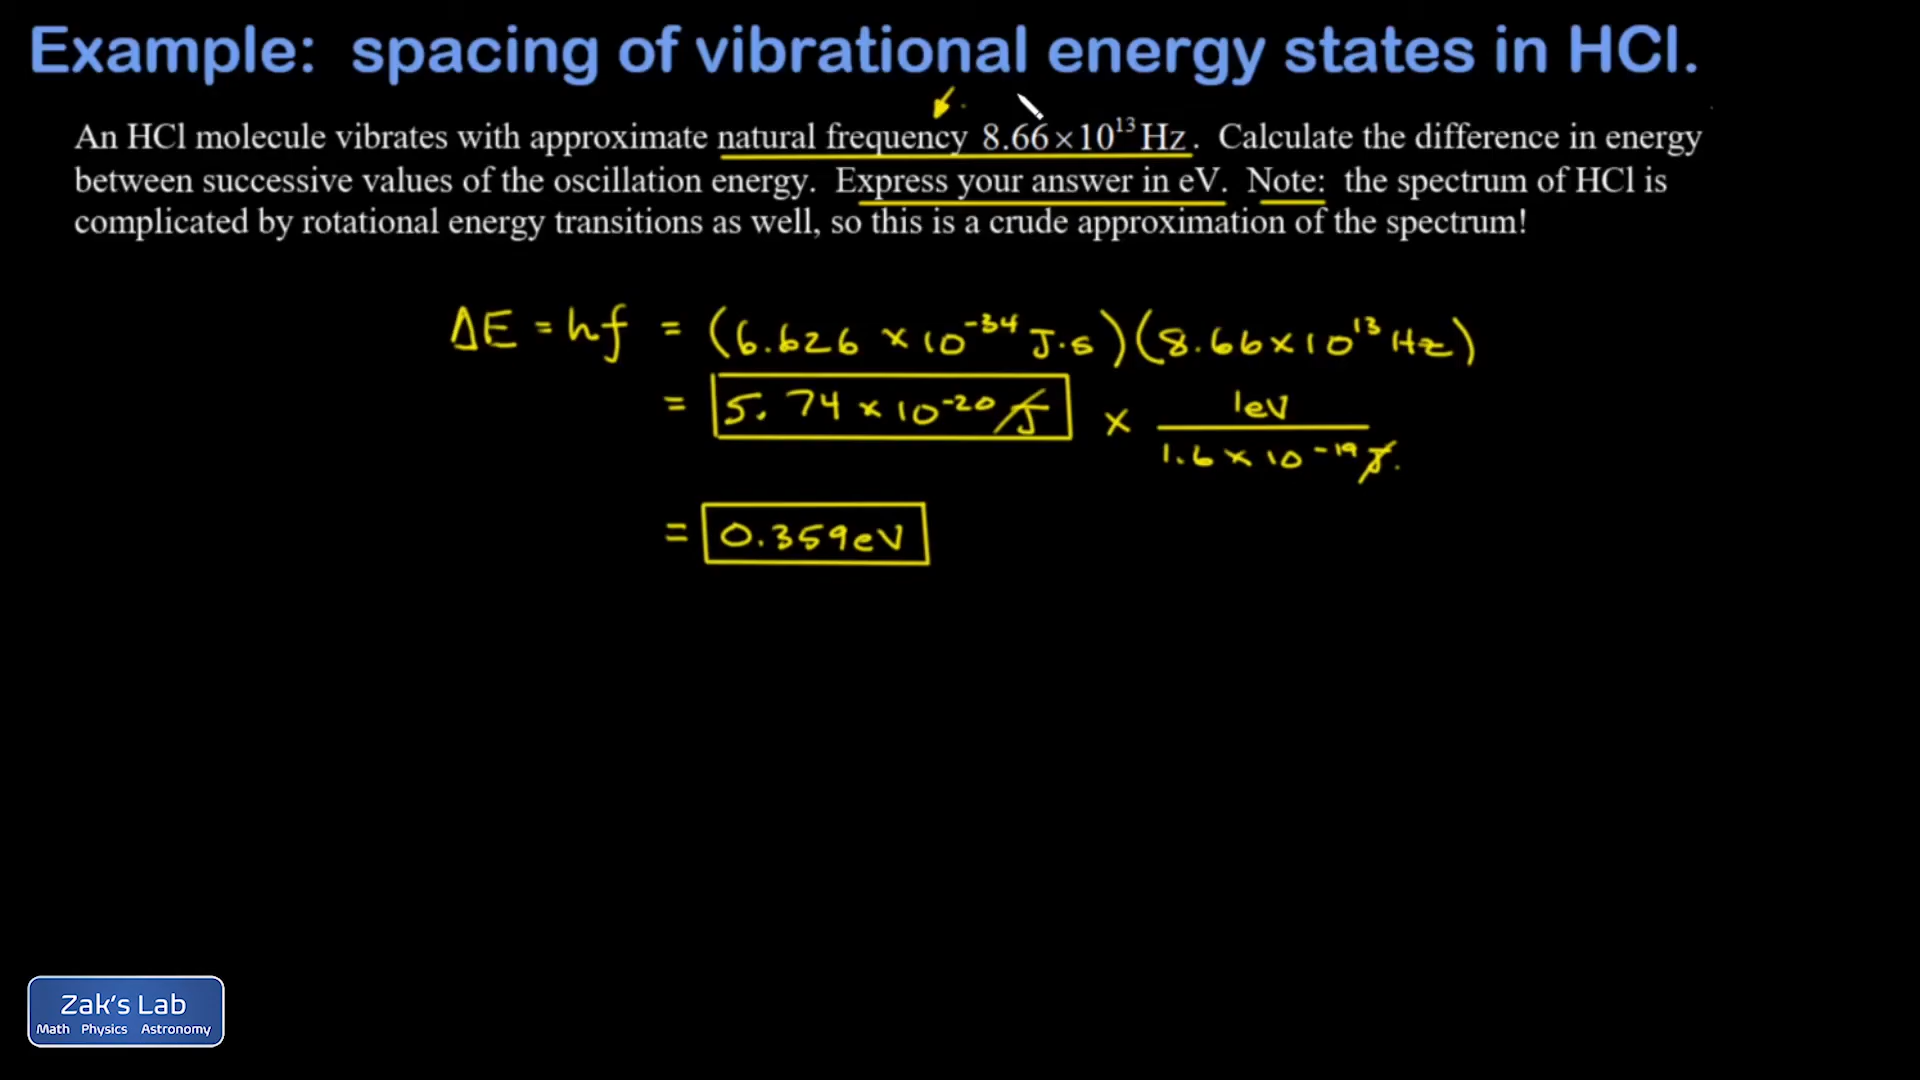 Example: spacing of vibrational energy states in HCl.
An HCl molecule vibrates with approximate natural frequency 8.66×10¹³ Hz. Calculate the difference in energy
between successive values of the oscillation energy. Express your answer in eV. Note: the spectrum of HCl is
complicated by rotational energy transitions as well, so this is a crude approximation of the spectrum!
ΔE = hf = (6.626 × 10⁻³⁴ J·s)(8.66 × 10¹³ Hz)
= 5.74 × 10⁻²⁰ J × 1eV / 1.6 × 10⁻¹⁹ J
= 0.359eV
Zak's Lab
Math Physics Astronomy